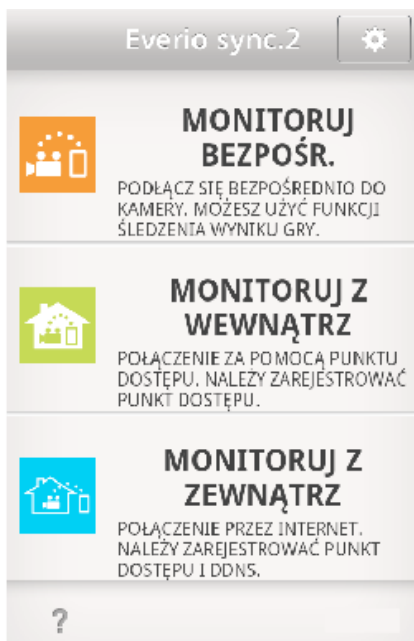 Everio sync.2
MONITORUJ
BEZPOŚR.
PODŁĄCZ SIĘ BEZPOŚREDNIO DO
KAMERY. MOŻESZ UŻYĆ FUNKCJI
ŚLEDZENIA WYNIKU GRY.
MONITORUJ Z
WEWNĄTRZ
POŁĄCZENIE ZA POMOCĄ PUNKTU
DOSTĘPU. NALEŻY ZAREJESTROWAĆ
PUNKT DOSTĘPU.
MONITORUJ Z
ZEWNĄTRZ
POŁĄCZENIE PRZEZ INTERNET.
NALEŻY ZAREJESTROWAĆ PUNKT
DOSTĘPU I DDNS.
?